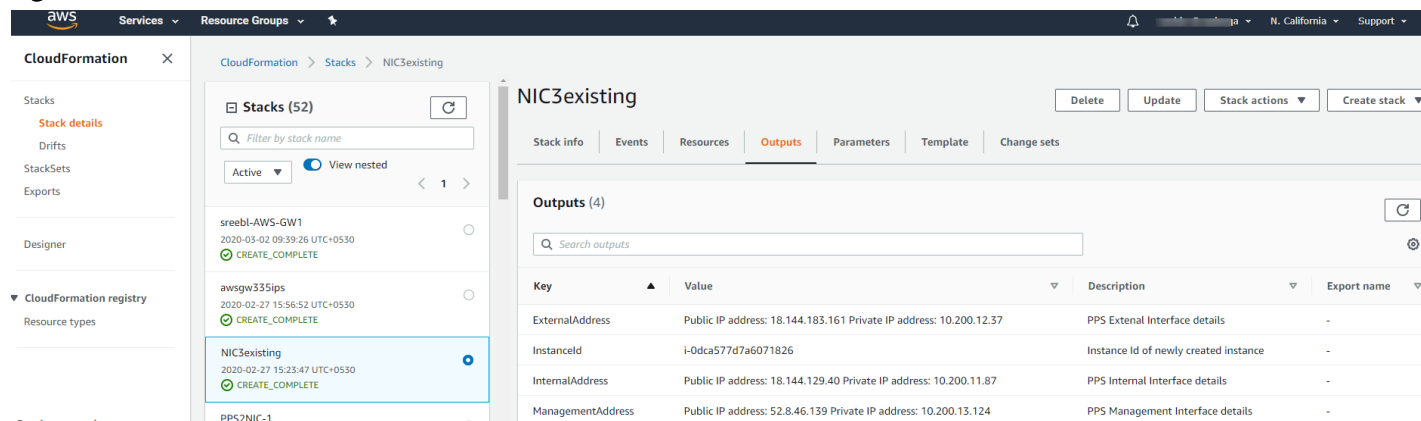 aws Services Resource Groups N. California Support
CloudFormation
CloudFormation > Stacks > NIC3existing
Stacks
Stack details
Drifts
StackSets
Exports
Designer
CloudFormation registry
Resource types
Stacks (52)
Filter by stack name
Active View nested
< 1 >
sreebl-AWS-GW1
2020-03-02 09:39:26 UTC+0530
CREATE_COMPLETE
awsgw335ips
2020-02-27 15:56:52 UTC+0530
CREATE_COMPLETE
NIC3existing
2020-02-27 15:23:47 UTC+0530
CREATE_COMPLETE
PPS2NIC-1
NIC3existing
Delete Update Stack actions Create stack
Stack info Events Resources Outputs Parameters Template Change sets
Outputs (4)
Search outputs
Key Value Description Export name
ExternalAddress Public IP address: 18.144.183.161 Private IP address: 10.200.12.37 PPS Extenal Interface details -
InstanceId i-0dca577d7a6071826 Instance Id of newly created instance -
InternalAddress Public IP address: 18.144.129.40 Private IP address: 10.200.11.87 PPS Internal Interface details -
ManagementAddress Public IP address: 52.8.46.139 Private IP address: 10.200.13.124 PPS Management Interface details -